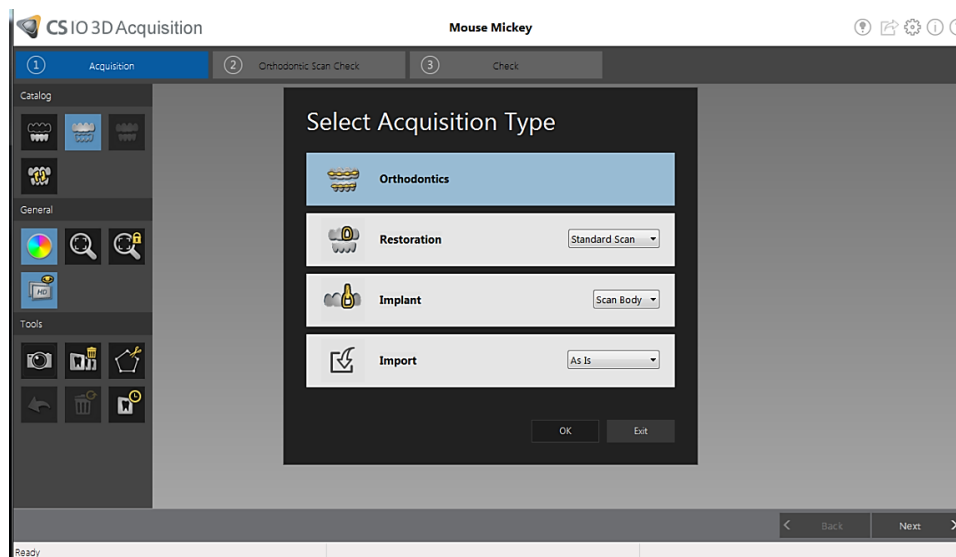 CS IO 3D Acquisition
Mouse Mickey
1 Acquisition
2 Orthodontic Scan Check
3 Check
Catalog
General
HD
Tools
Select Acquisition Type
Orthodontics
Restoration Standard Scan
Implant Scan Body
Import As Is
OK Exit
< Back Next >
Ready